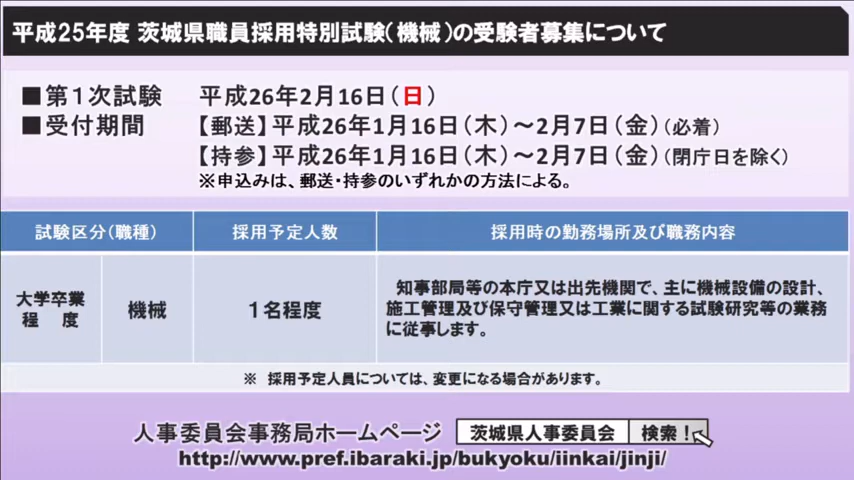 平成25年度 茨城県職員採用特別試験(機械)の受験者募集について
■第1次試験 平成26年2月16日(日)
■受付期間 【郵送】平成26年1月16日(木)~2月7日(金)(必着)
【持参】平成26年1月16日(木)~2月7日(金)(閉庁日を除く)
※申込みは、郵送・持参のいずれかの方法による。
試験区分(職種) 採用予定人数 採用時の勤務場所及び職務内容
大学卒業
程 度
機械
1名程度
知事部局等の本庁又は出先機関で、主に機械設備の設計、
施工管理及び保守管理又は工業に関する試験研究等の業務
に従事します。
※ 採用予定人員については、変更になる場合があります。
人事委員会事務局ホームページ 茨城県人事委員会 検索!
http://www.pref.ibaraki.jp/bukyoku/iinkai/jinji/